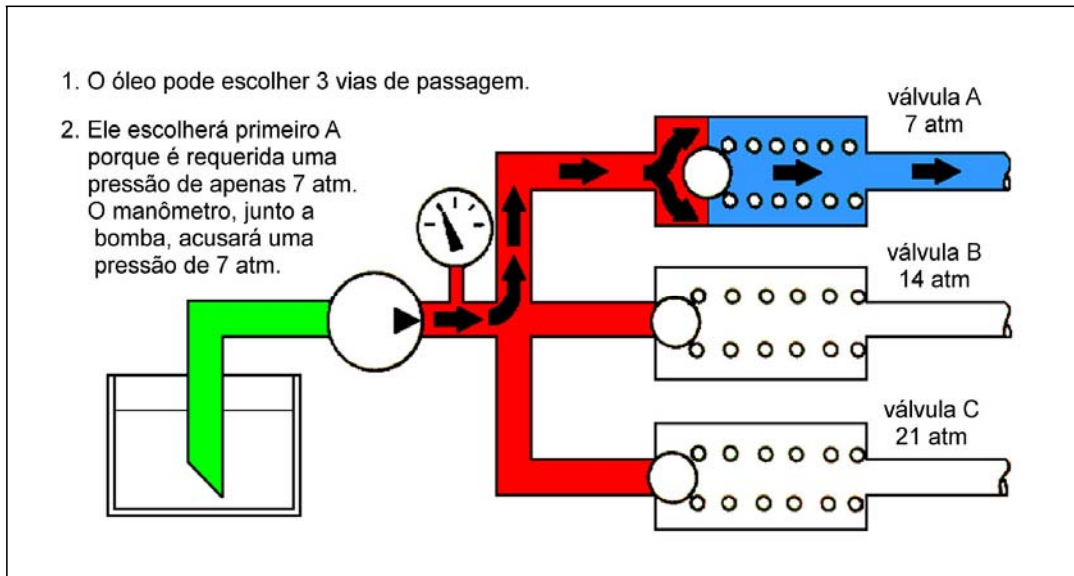 1. O óleo pode escolher 3 vias de passagem.
2. Ele escolherá primeiro A
porque é requerida uma
pressão de apenas 7 atm.
O manômetro, junto a
bomba, acusará uma
pressão de 7 atm.
válvula A
7 atm
válvula B
14 atm
válvula C
21 atm